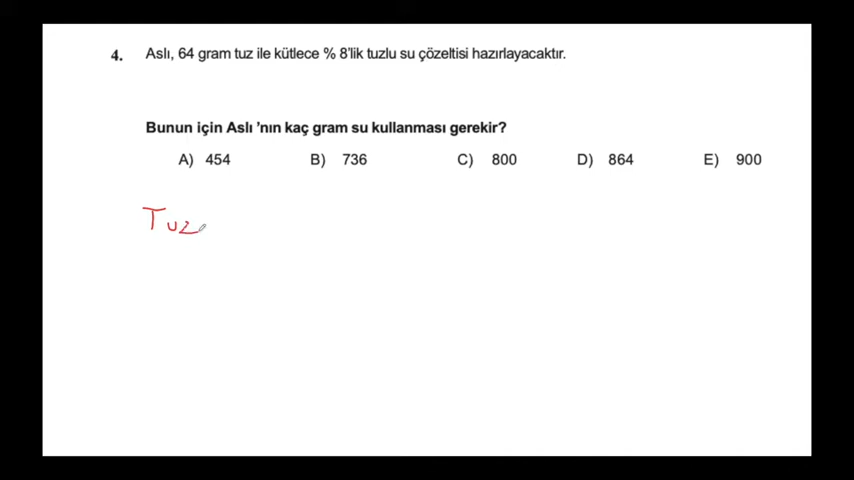 4. Aslı, 64 gram tuz ile kütlece % 8'lik tuzlu su çözeltisi hazırlayacaktır.
Bunun için Aslı 'nın kaç gram su kullanması gerekir?
A) 454 B) 736 C) 800 D) 864 E) 900
Tuz